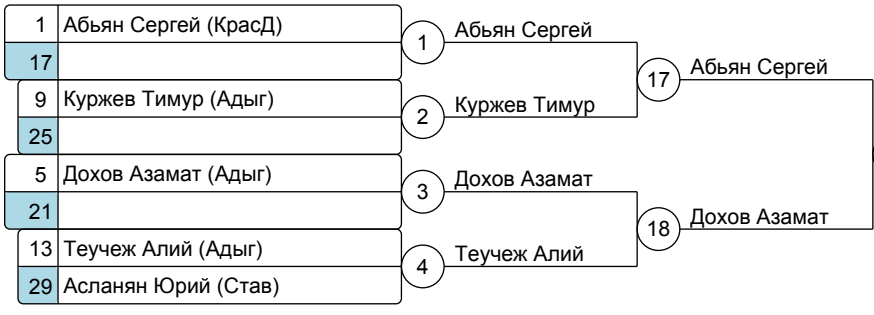 1 Абьян Сергей (КрасД)
17
1 Абьян Сергей
9 Куржев Тимур (Адыг)
25
2 Куржев Тимур
17 Абьян Сергей
5 Дохов Азамат (Адыг)
21
3 Дохов Азамат
13 Теучеж Алий (Адыг)
29 Асланян Юрий (Став)
4 Теучеж Алий
18 Дохов Азамат